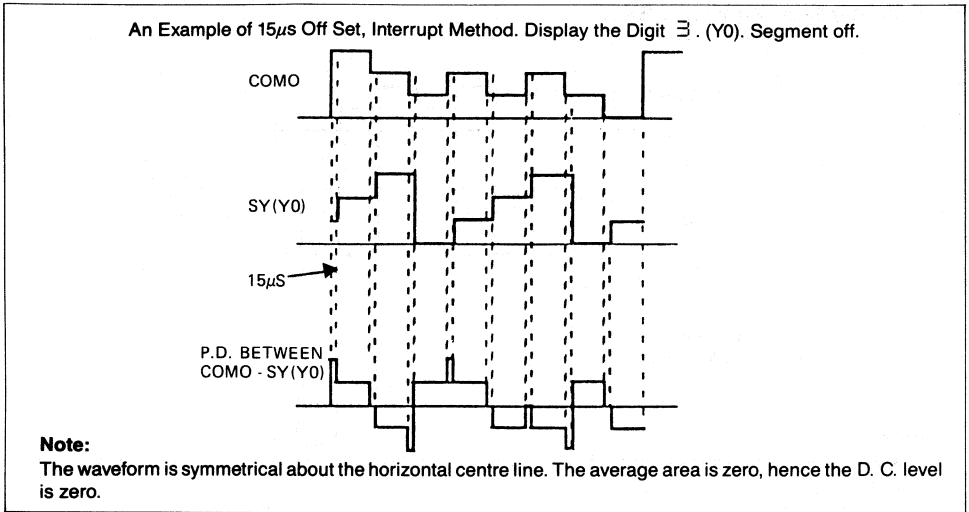 An Example of 15μs Off Set, Interrupt Method. Display the Digit 3. (Y0). Segment off.
COMO
SY(Y0)
15μS
P.D. BETWEEN
COMO - SY(Y0)
Note:
The waveform is symmetrical about the horizontal centre line. The average area is zero, hence the D. C. level
is zero.